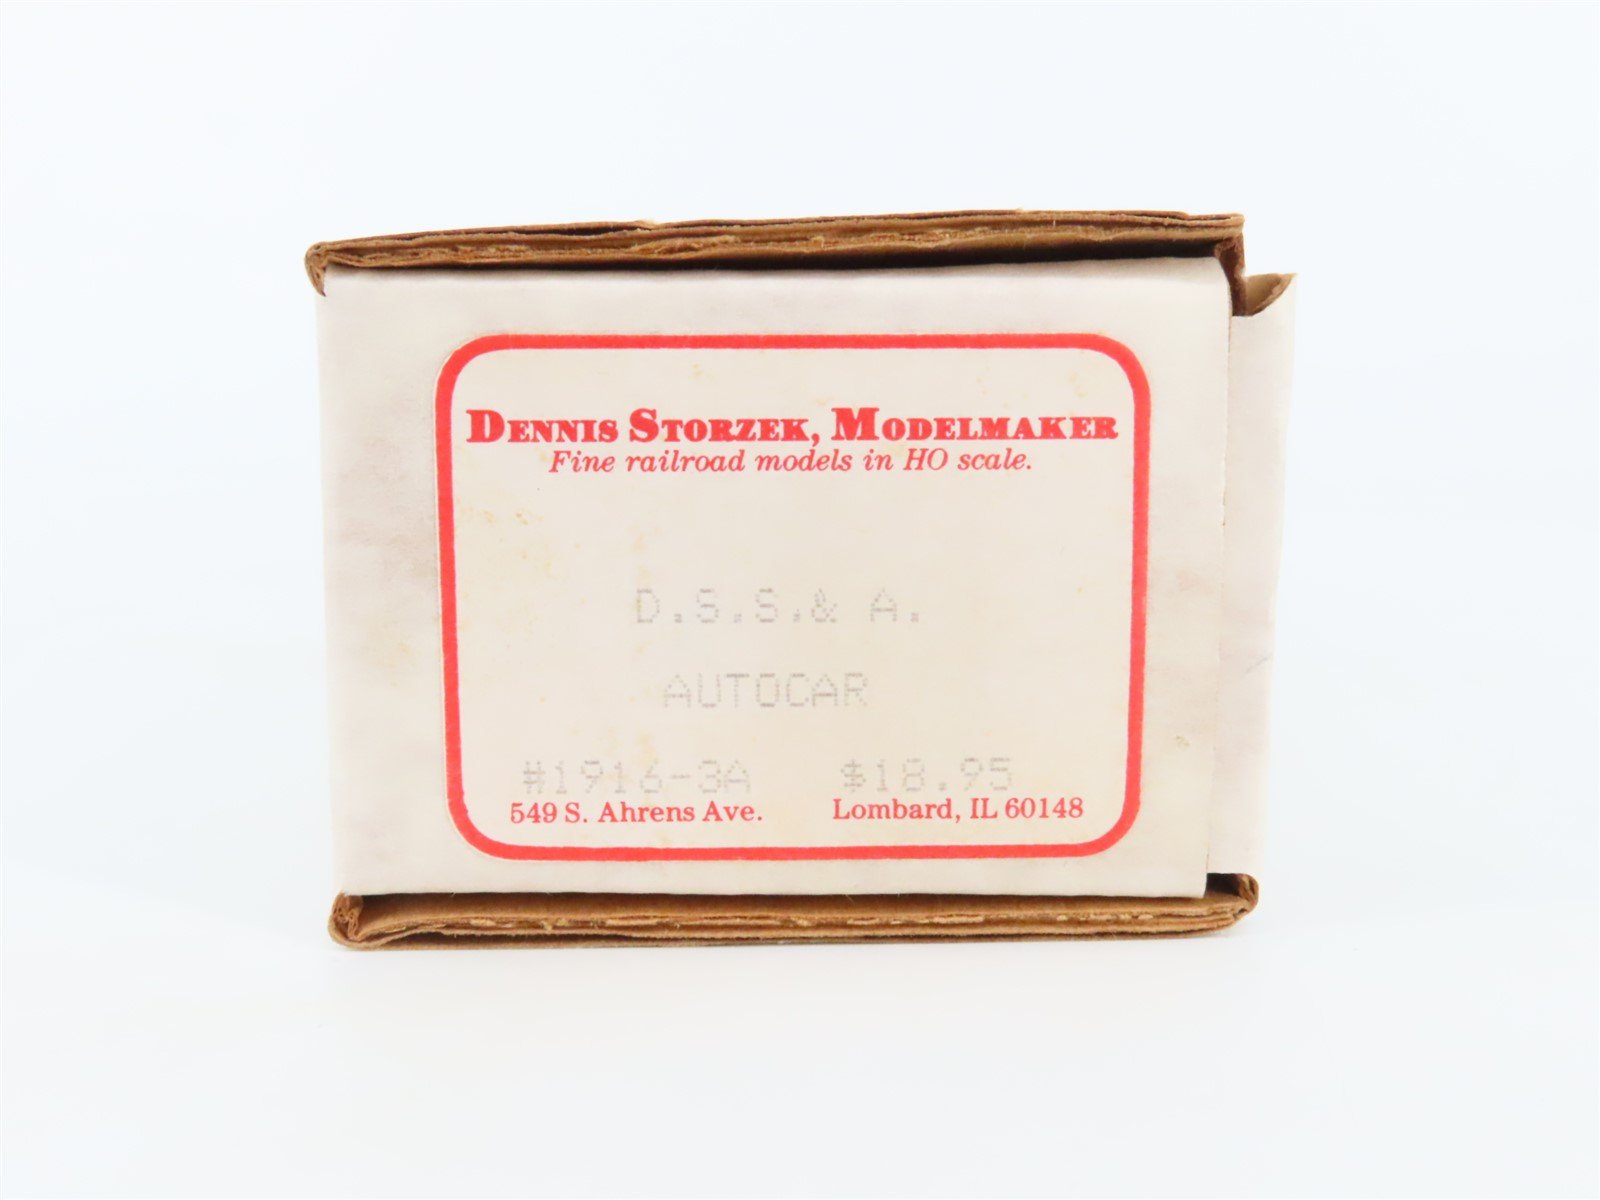 DENNIS STORZEK, MODELMAKER
Fine railroad models in HO scale.
D.S.S.& A.
AUTOCAR
#1916-3A $18.95
549 S. Ahrens Ave. Lombard, IL 60148